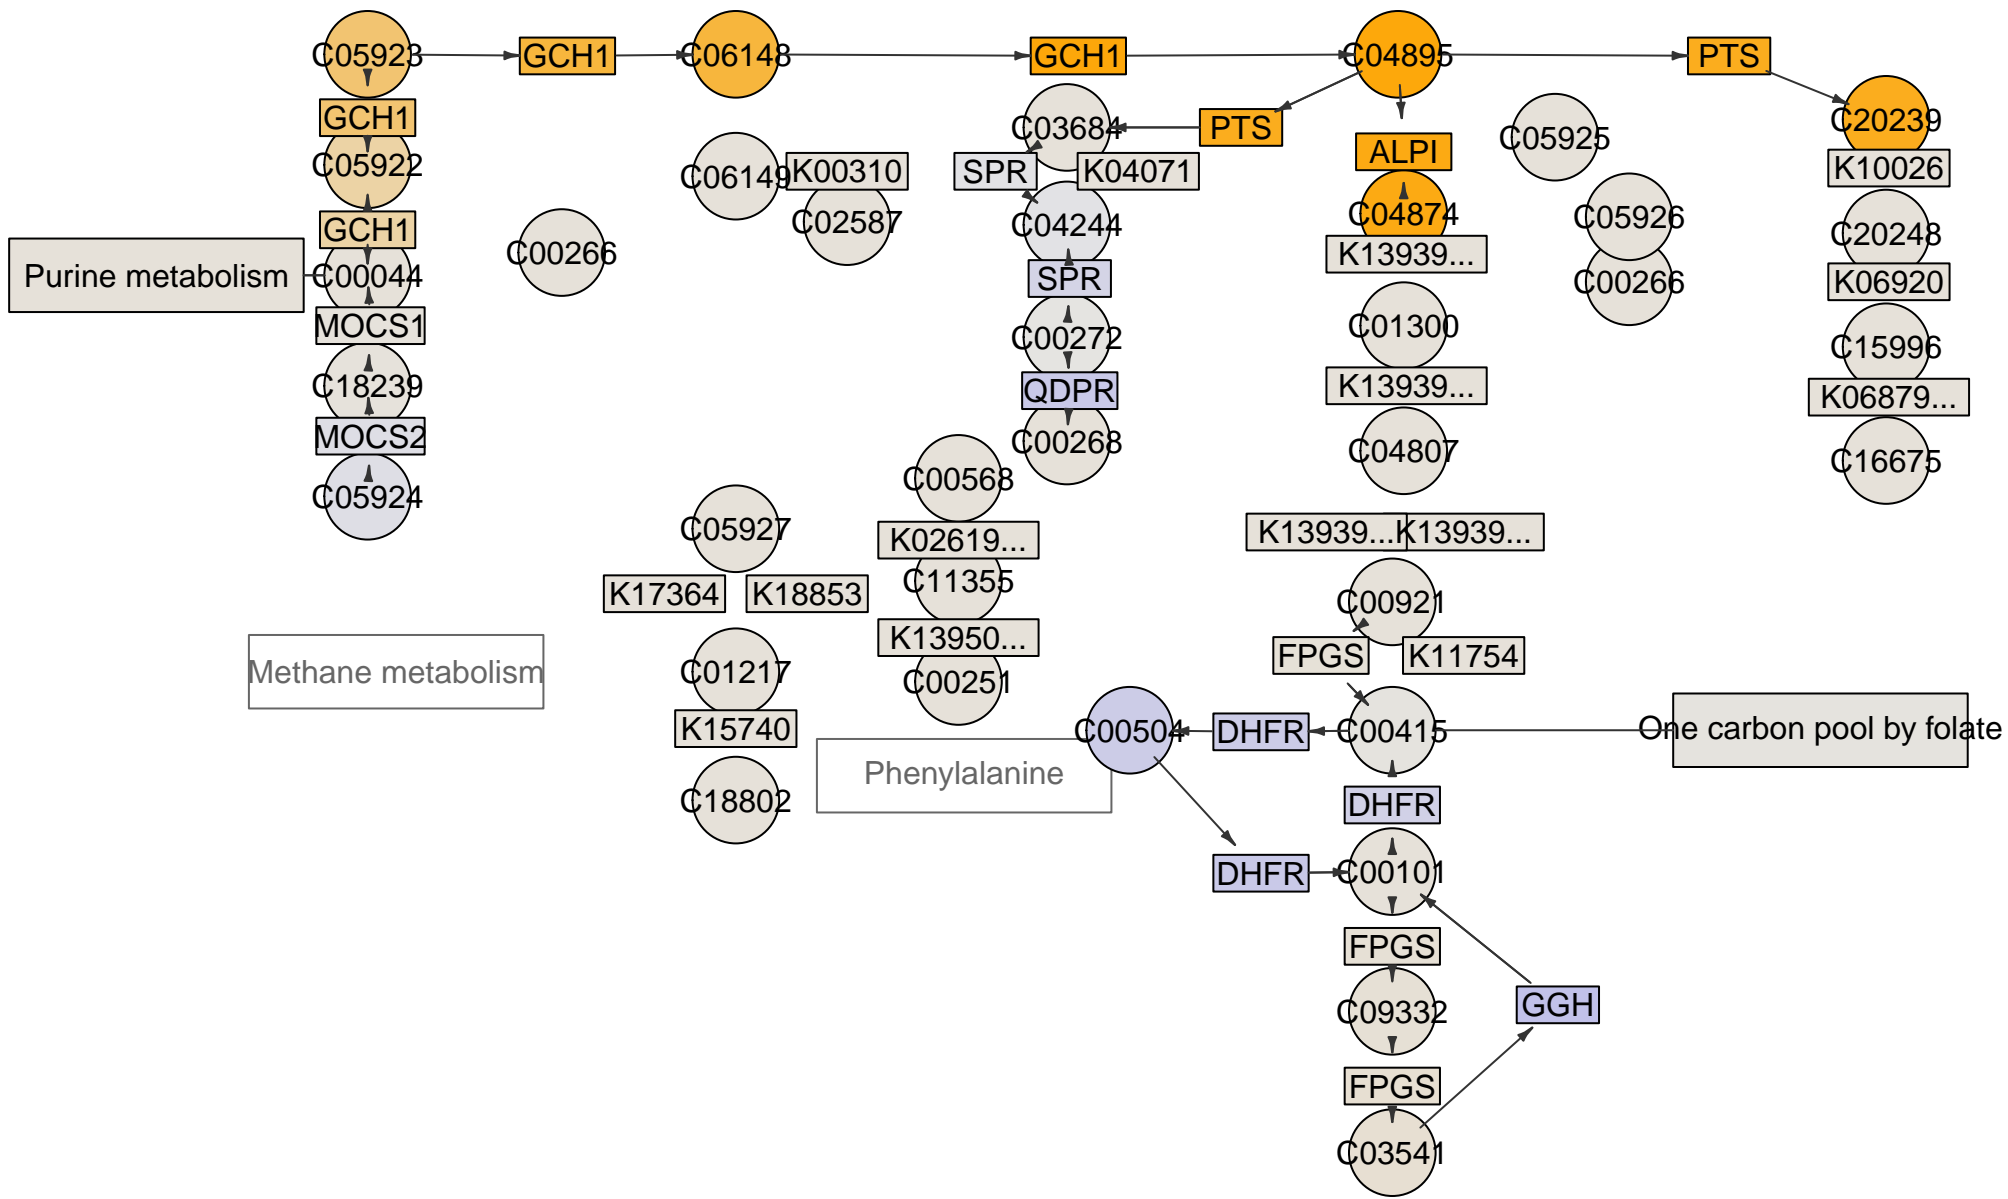 C05923
GCH1
C06148
GCH1
C04895
PTS
GCH1
C03684
PTS
C20239
C05925
ALPI
C05922
C06149
K00310
SPR
K04071
K10026
GCH1
C00266
C02587
C04244
C04874
C05926
C20248
Purine metabolism
C00044
SPR
K13939...
C00266
K06920
MOCS1
C00272
C01300
C15996
C18239
QDPR
K13939...
K06879...
MOCS2
C00268
C04807
C16675
C05924
C00568
C05927
K02619...
K13939...
K13939...
K17364
K18853
C11355
C00921
K13950...
FPGS
K11754
Methane metabolism
C01217
C00251
K15740
C00504
DHFR
C00415
One carbon pool by folate
Phenylalanine
C18802
DHFR
DHFR
C00101
FPGS
C09332
GGH
FPGS
C03541